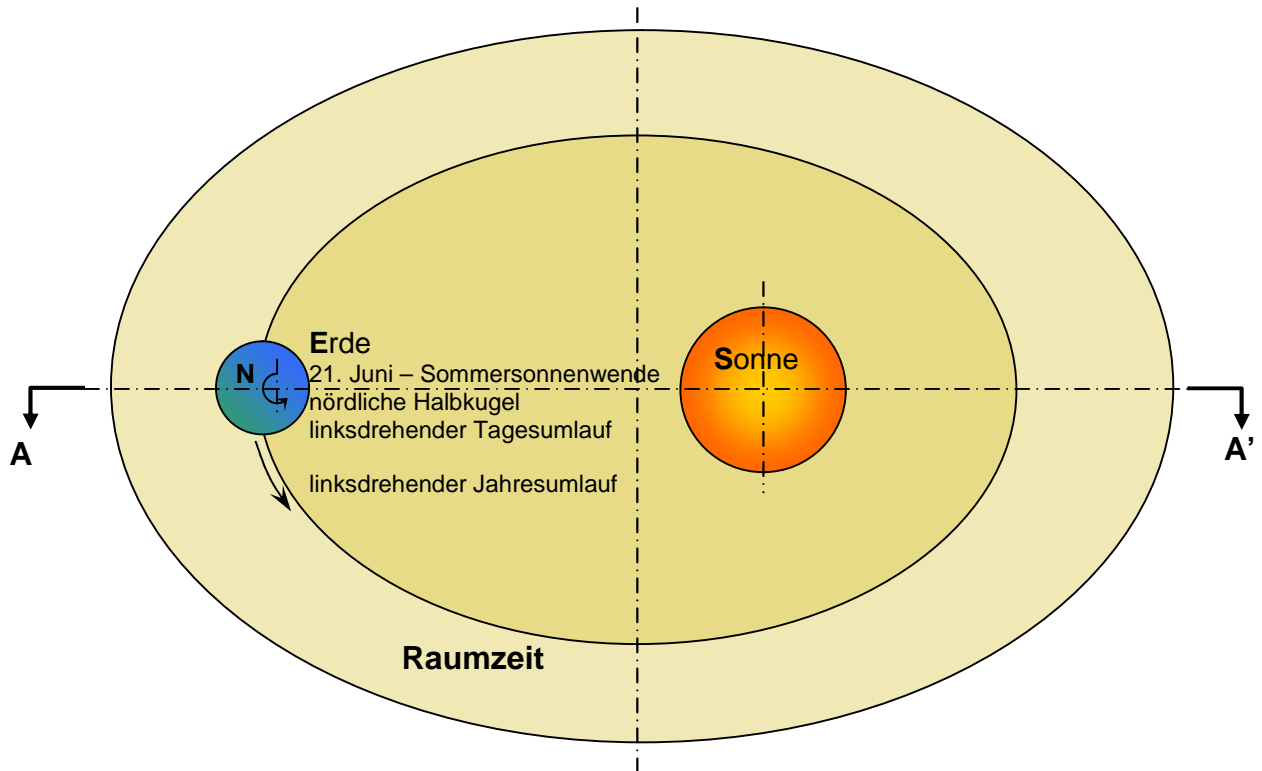 Erde
21. Juni – Sommersonnenwende
nördliche Halbkugel
linksdrehender Tagesumlauf
linksdrehender Jahresumlauf
N
Sonne
A
A’
Raumzeit